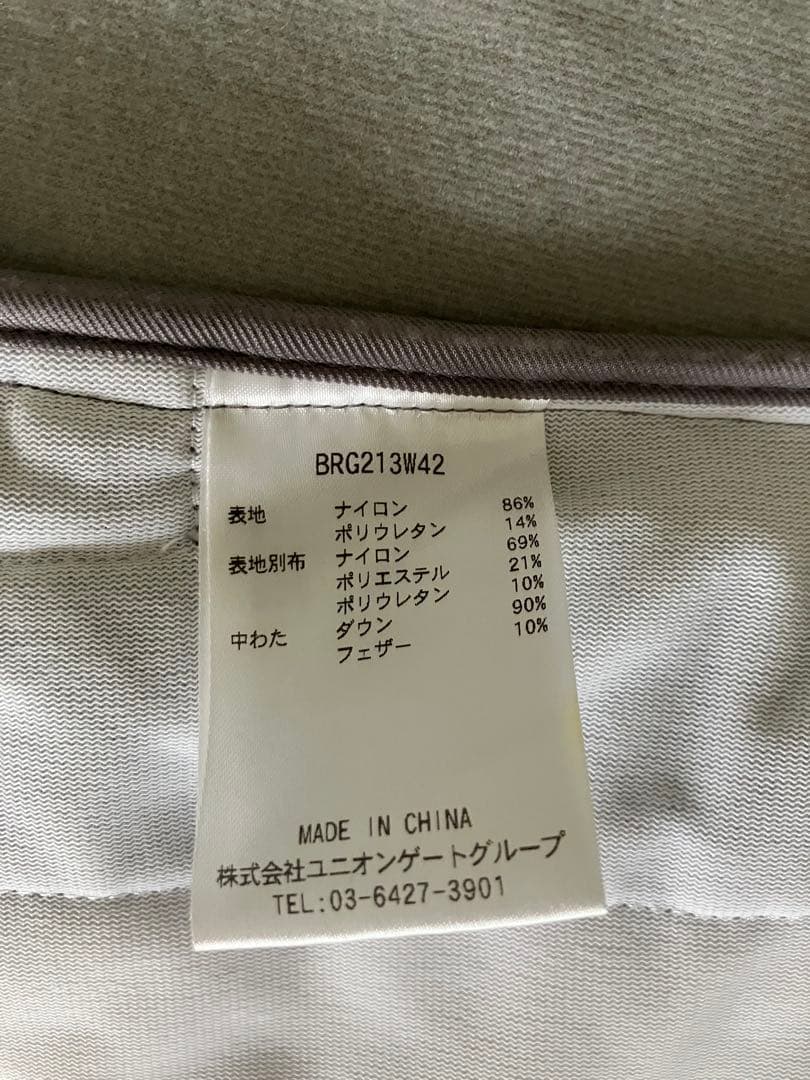 BRG213W42
表地 ナイロン 86%
ポリウレタン 14%
表地別布 ナイロン 69%
ポリエステル 21%
ポリウレタン 10%
中わた ダウン 90%
フェザー 10%
MADE IN CHINA
株式会社ユニオンゲートグループ
TEL:03-6427-3901